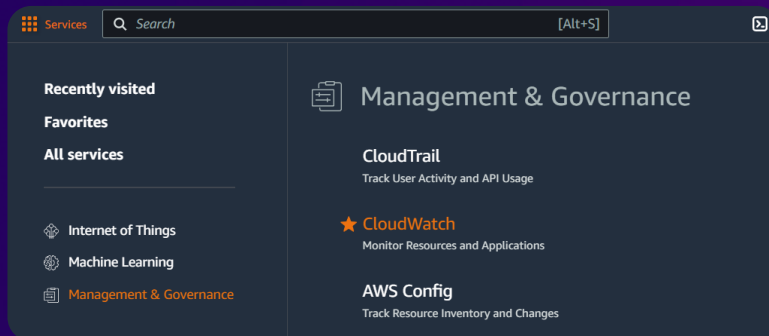 Services
Search [Alt+S]
Recently visited
Favorites
All services
Internet of Things
Machine Learning
Management & Governance
Management & Governance
CloudTrail
Track User Activity and API Usage
CloudWatch
Monitor Resources and Applications
AWS Config
Track Resource Inventory and Changes